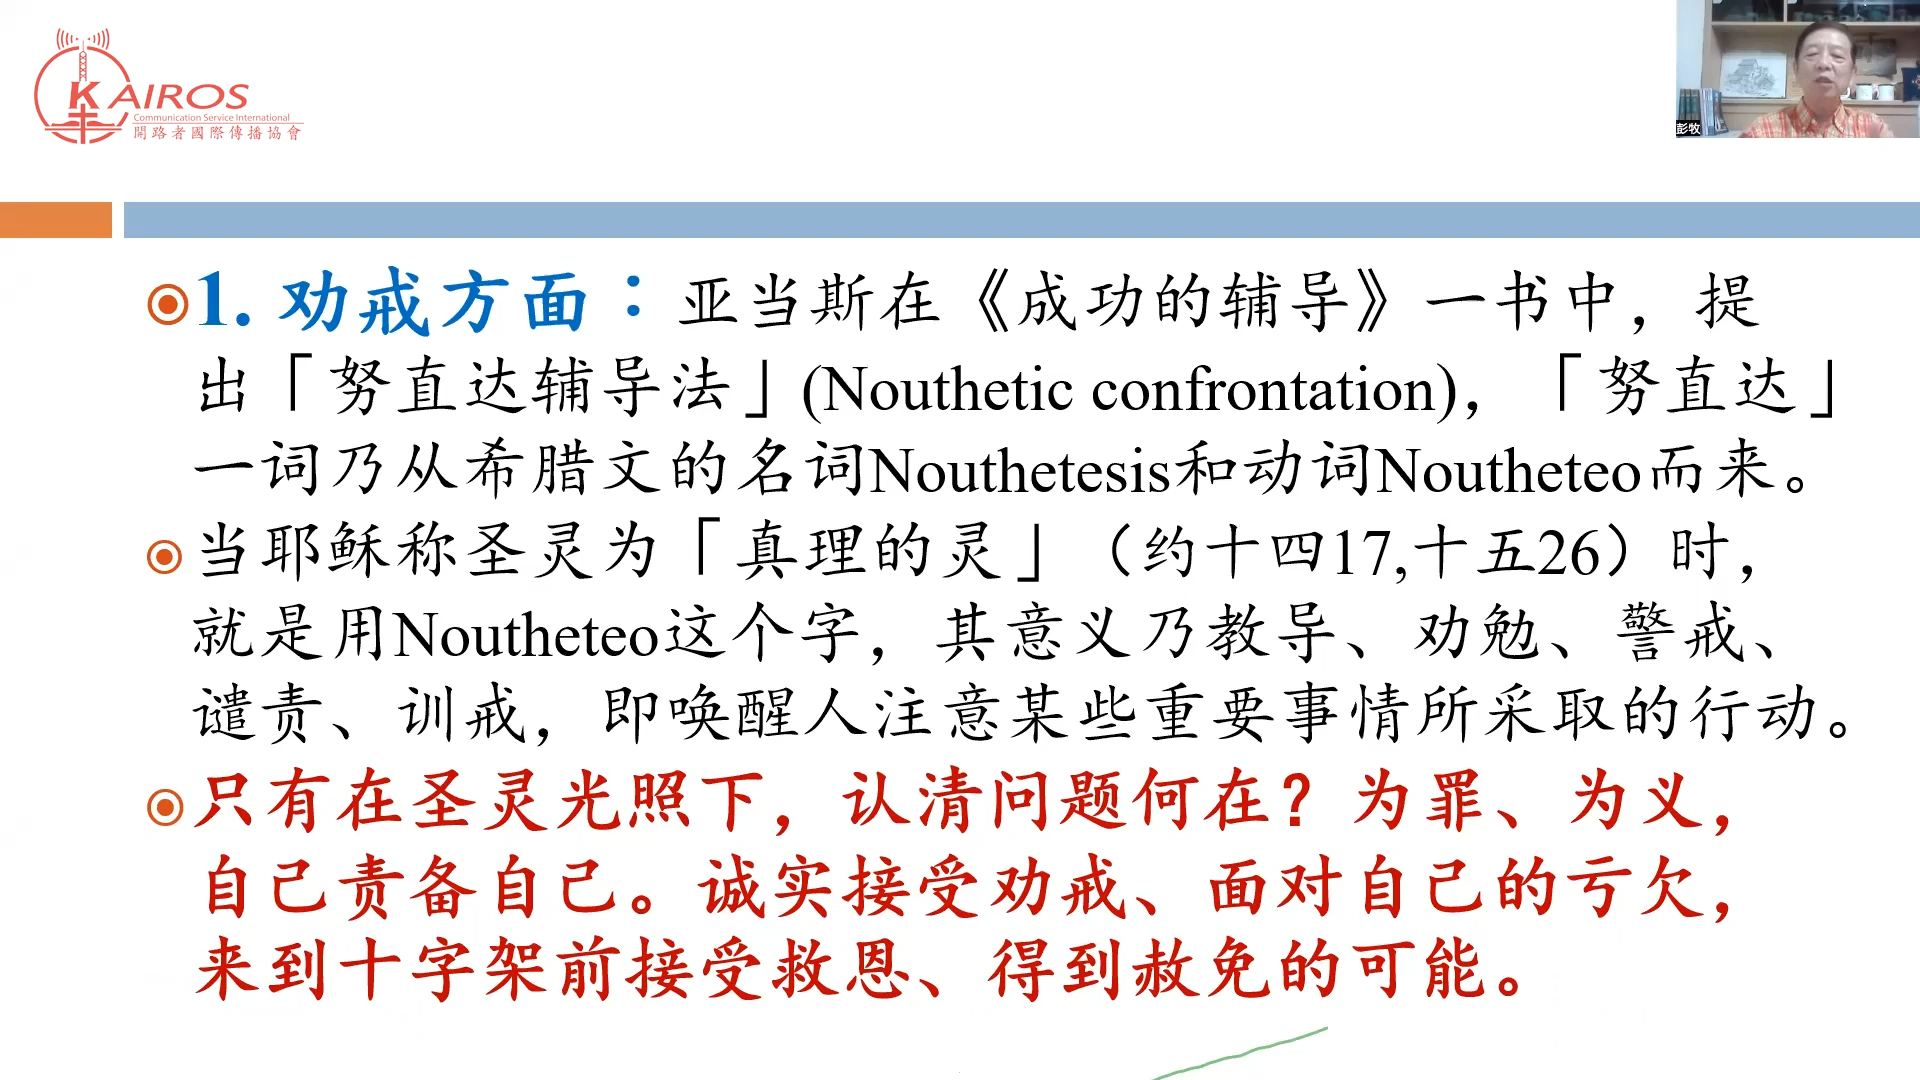 KAIROS
Communication Service International
開路者國際傳播協會
彭牧
1. 劝戒方面：亚当斯在《成功的辅导》一书中，提
出「努直达辅导法」(Nouthetic confrontation)，「努直达」
一词乃从希腊文的名词Nouthetesis和动词Noutheteo而来。
当耶稣称圣灵为「真理的灵」（约十四17,十五26）时，
就是用Noutheteo这个字，其意义乃教导、劝勉、警戒、
谴责、训戒，即唤醒人注意某些重要事情所采取的行动。
只有在圣灵光照下，认清问题何在？为罪、为义，
自己责备自己。诚实接受劝戒、面对自己的亏欠，
来到十字架前接受救恩、得到赦免的可能。